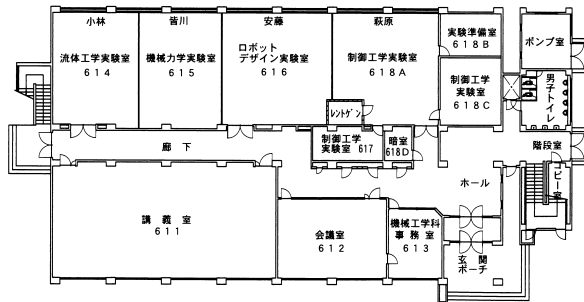 小林
流体工学実験室
614
皆川
機械力学実験室
615
安藤
ロボット
デザイン実験室
616
萩原
制御工学実験室
618A
実験準備室
618B
制御工学
実験室
618C
ポンプ室
男子トイレ
レントゲン
制御工学
実験室 617
暗室
618D
階段室
コピー室
廊下
ホール
講義室
611
会議室
612
機械工学科
事務室
613
玄関
ポーチ